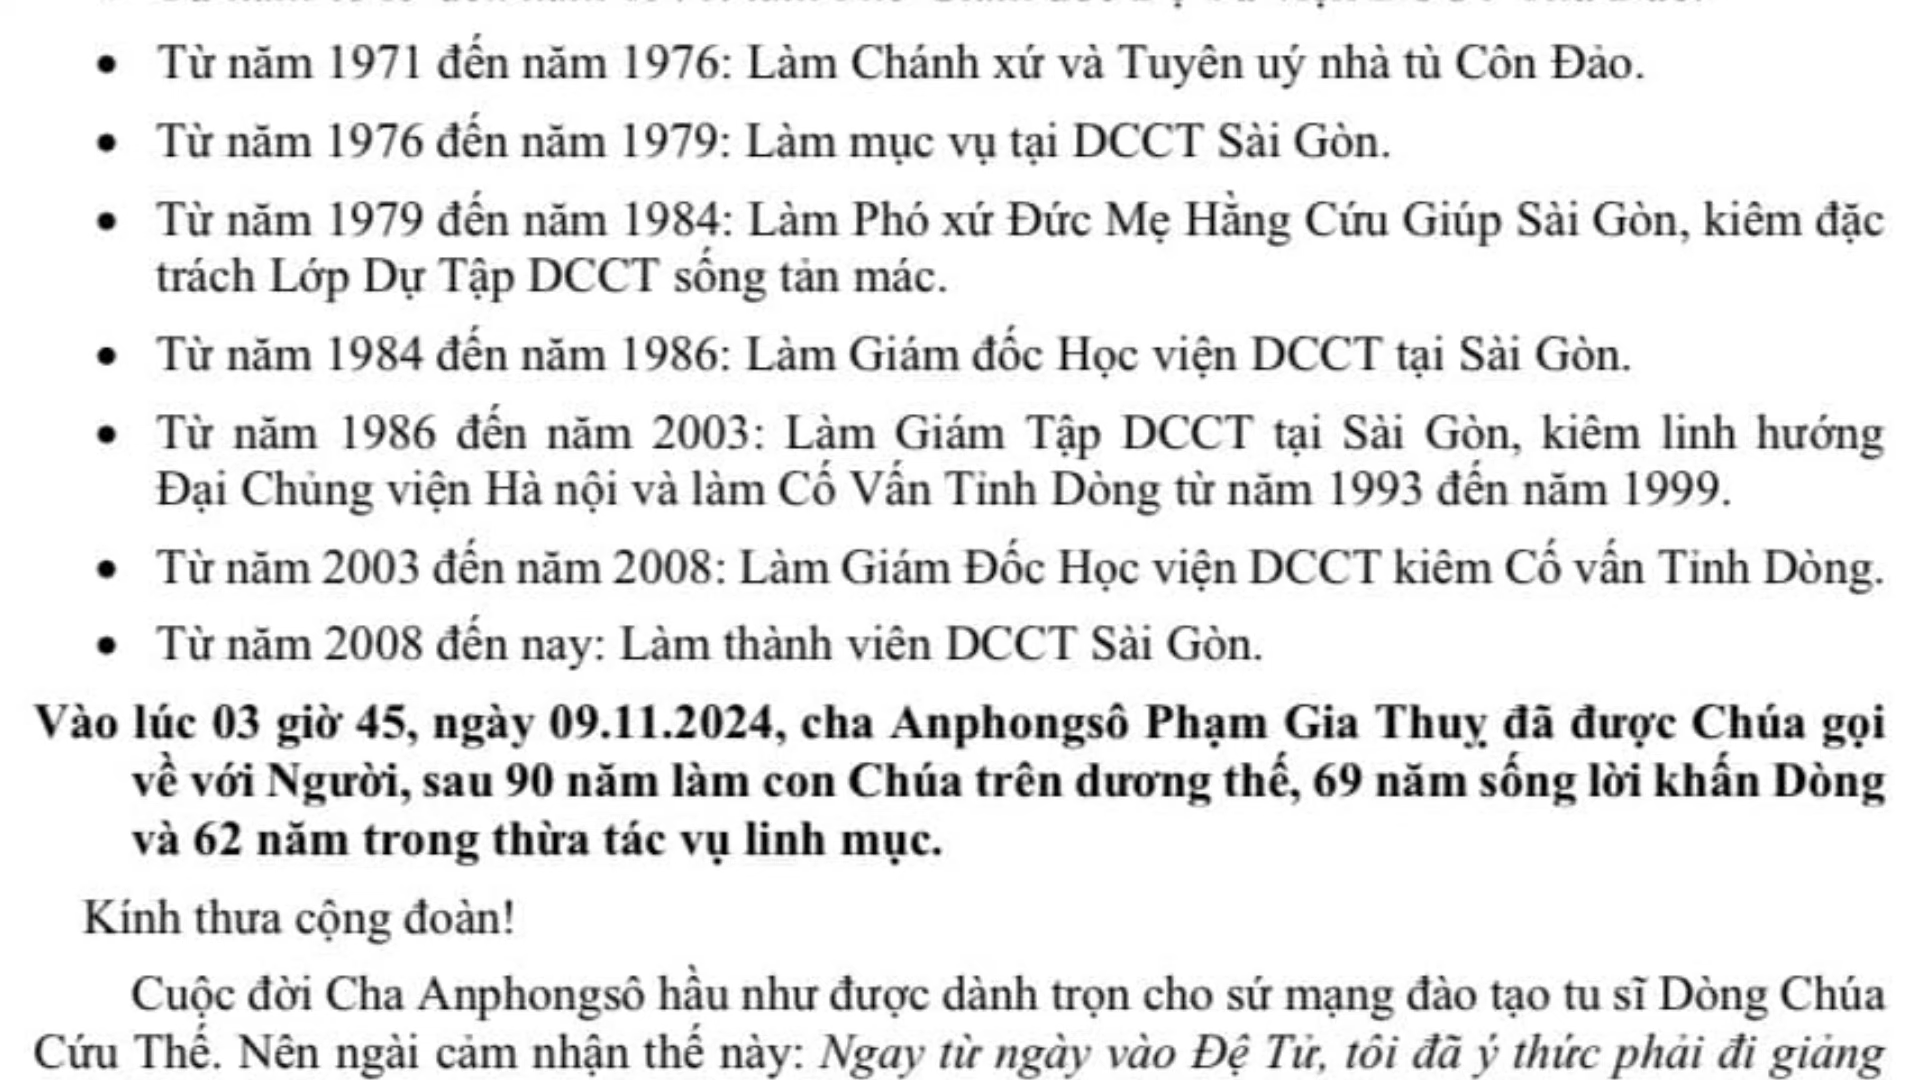 • Từ năm 1971 đến năm 1976: Làm Chánh xứ và Tuyên uý nhà tù Côn Đảo.
• Từ năm 1976 đến năm 1979: Làm mục vụ tại DCCT Sài Gòn.
• Từ năm 1979 đến năm 1984: Làm Phó xứ Đức Mẹ Hằng Cứu Giúp Sài Gòn, kiêm đặc
trách Lớp Dự Tập DCCT sống tản mác.
• Từ năm 1984 đến năm 1986: Làm Giám đốc Học viện DCCT tại Sài Gòn.
• Từ năm 1986 đến năm 2003: Làm Giám Tập DCCT tại Sài Gòn, kiêm linh hướng
Đại Chủng viện Hà nội và làm Cố Vấn Tỉnh Dòng từ năm 1993 đến năm 1999.
• Từ năm 2003 đến năm 2008: Làm Giám Đốc Học viện DCCT kiêm Cố vấn Tỉnh Dòng.
• Từ năm 2008 đến nay: Làm thành viên DCCT Sài Gòn.
Vào lúc 03 giờ 45, ngày 09.11.2024, cha Anphongsô Phạm Gia Thuỵ đã được Chúa gọi
về với Người, sau 90 năm làm con Chúa trên dương thế, 69 năm sống lời khấn Dòng
và 62 năm trong thừa tác vụ linh mục.
Kính thưa cộng đoàn!
Cuộc đời Cha Anphongsô hầu như được dành trọn cho sứ mạng đào tạo tu sĩ Dòng Chúa
Cứu Thế. Nên ngài cảm nhận thế này: Ngay từ ngày vào Đệ Tử, tôi đã ý thức phải đi giảng